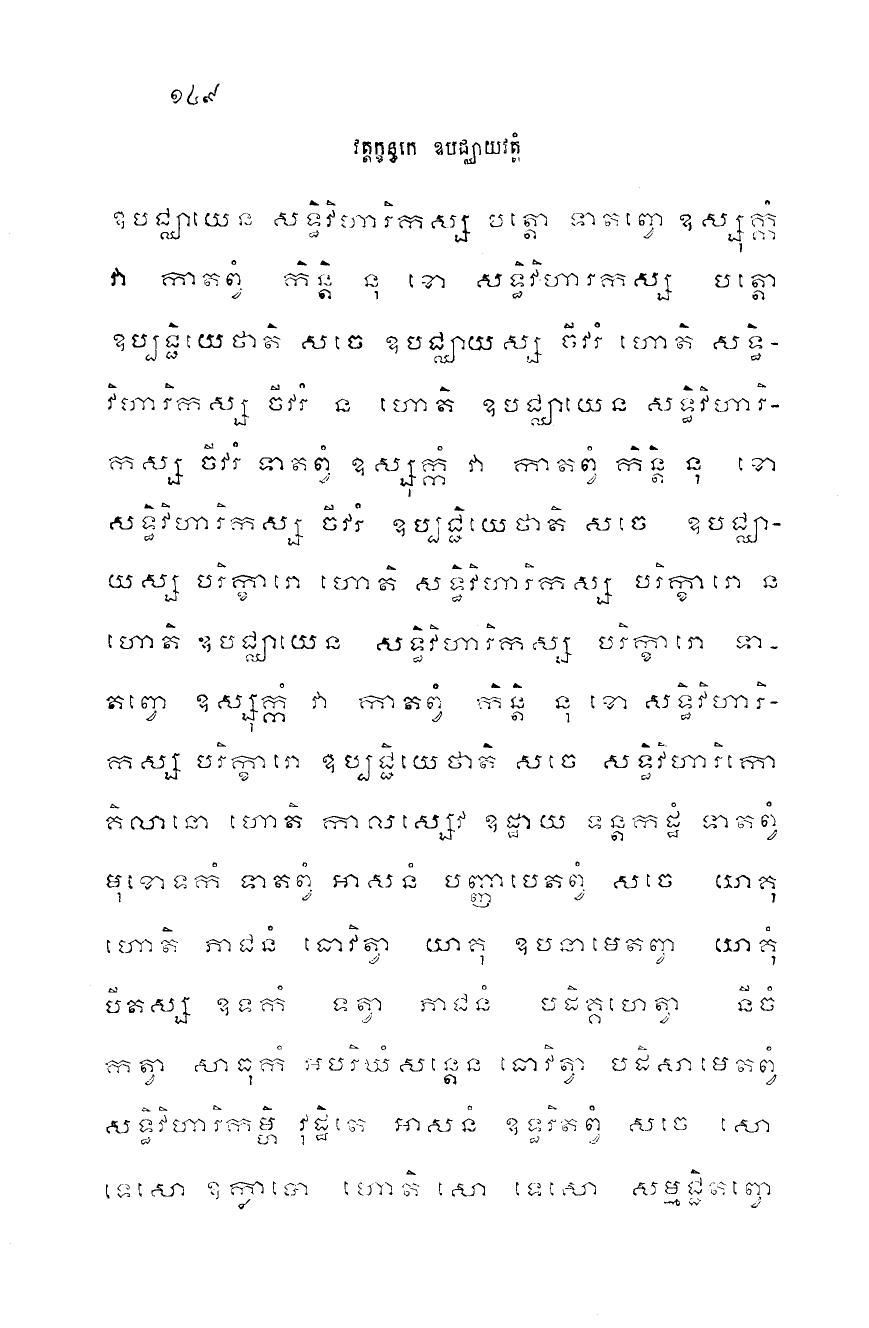 ១៤៩
វត្តក្ខន្ធកេ ឧបជ្ឈាយវត្តំ
ឧបជ្ឈាយេន សទ្ធិវិហារិកស្ស បត្តោ ទាតព្វោ ឧស្សុក្កំ
វា កាតព្វំ កិន្តិ នុ ខោ សទ្ធិវិហារកស្ស បត្តោ
ឧប្បជ្ជិយេថាតិ សចេ ឧបជ្ឈាយស្ស ចីវរំ ហោតិ សទ្ធិ-
វិហារិកស្ស ចីវរំ ន ហោតិ ឧបជ្ឈាយេន សទ្ធិវិហារិ-
កស្ស ចីវរំ ទាតព្វំ ឧស្សុក្កំ វា កាតព្វំ កិន្តិ នុ ខោ
សទ្ធិវិហារិកស្ស ចីវរំ ឧប្បជ្ជិយេថាតិ សចេ ឧបជ្ឈា-
យស្ស បរិក្ខារោ ហោតិ សទ្ធិវិហារិកស្ស បរិក្ខារោ ន
ហោតិ ឧបជ្ឈាយេន សទ្ធិវិហារិកស្ស បរិក្ខារោ ទា-
តព្វោ ឧស្សុក្កំ វា កាតព្វំ កិន្តិ នុ ខោ សទ្ធិវិហារិ-
កស្ស បរិក្ខារោ ឧប្បជ្ជិយេថាតិ សចេ សទ្ធិវិហារិកោ
គិលានោ ហោតិ កាលស្សេវ ឧដ្ឋាយ ទន្តកដ្ឋំ ទាតព្វំ
មុខោទកំ ទាតព្វំ អាសនំ បញ្ញាបេតព្វំ សចេ យាគុ
ហោតិ ភាជនំ ធោវិត្វា យាគុ ឧបនាមេតព្វា យាគុំ
បីតស្ស ឧទកំ ទត្វា ភាជនំ បដិគ្គហេត្វា នីចំ
កត្វា សាធុកំ អបរិឃំសន្តេន ធោវិត្វា បដិសាមេតព្វំ
សទ្ធិវិហារិកម្ហិ វុដ្ឋិតេ អាសនំ ឧទ្ធរិតព្វំ សចេ សោ
ទេសោ ឧក្លាបោ ហោតិ សោ ទេសោ សម្មជ្ជិតព្វោ